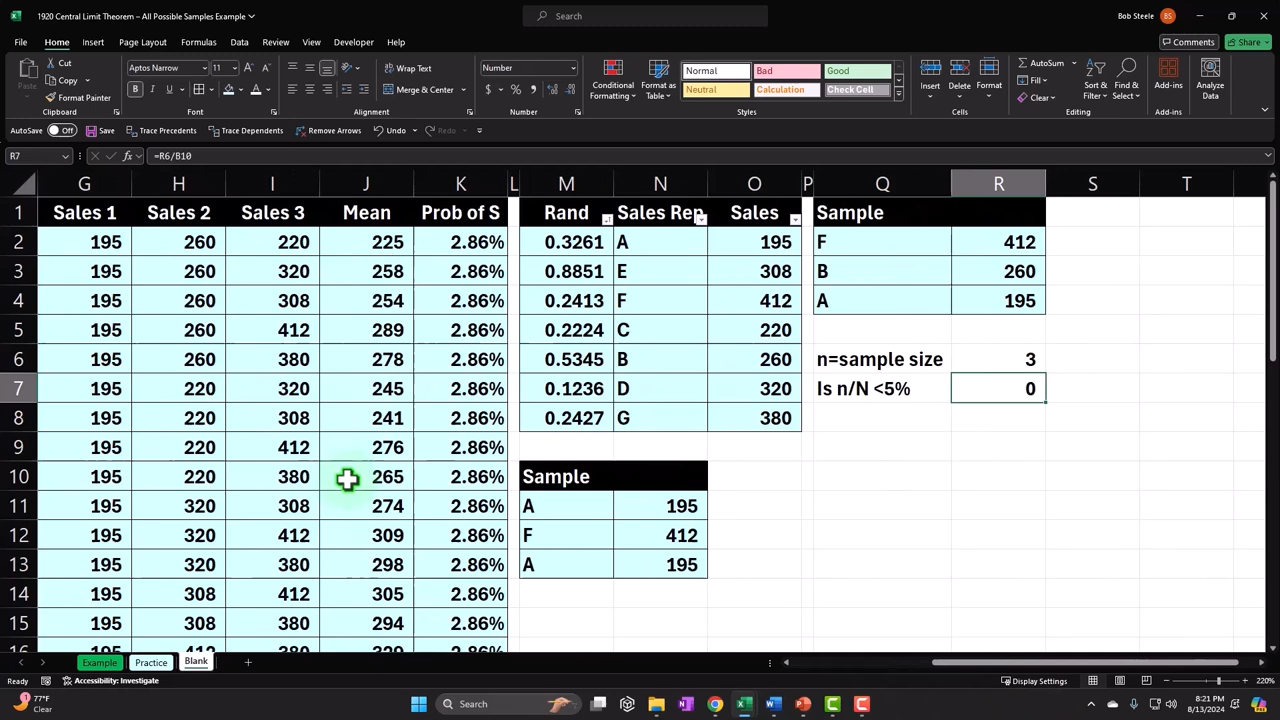 1920 Central Limit Theorem – All Possible Samples Example
Search
Bob Steele
BS
File Home Insert Page Layout Formulas Data Review View Developer Help
Comments
Share
Paste
Cut
Copy
Format Painter
Clipboard
Aptos Narrow
11
B I U
Font
Wrap Text
Merge & Center
Alignment
Number
Number
Conditional Formatting
Format as Table
Normal Bad Good
Neutral Calculation Check Cell
Styles
Insert Delete Format
Cells
AutoSum
Fill
Clear
Sort & Filter
Find & Select
Editing
Add-ins
Add-ins
Analyze Data
AutoSave Off Save Trace Precedents Trace Dependents Remove Arrows Undo Redo
R7
fx =R6/B10
G H I J K L M N O P Q R S T
1 Sales 1 Sales 2 Sales 3 Mean Prob of S Rand Sales Rep Sales Sample
2 195 260 220 225 2.86% 0.3261 A 195 F 412
3 195 260 320 258 2.86% 0.8851 E 308 B 260
4 195 260 308 254 2.86% 0.2413 F 412 A 195
5 195 260 412 289 2.86% 0.2224 C 220
6 195 260 380 278 2.86% 0.5345 B 260 n=sample size 3
7 195 220 320 245 2.86% 0.1236 D 320 Is n/N <5% 0
8 195 220 308 241 2.86% 0.2427 G 380
9 195 220 412 276 2.86%
10 195 220 380 265 2.86% Sample
11 195 320 308 274 2.86% A 195
12 195 320 412 309 2.86% F 412
13 195 320 380 298 2.86% A 195
14 195 308 412 305 2.86%
15 195 308 380 294 2.86%
Example Practice Blank
Ready Accessibility: Investigate
Display Settings
220%
1
77°F
Clear
Search
8:21 PM
8/13/2024